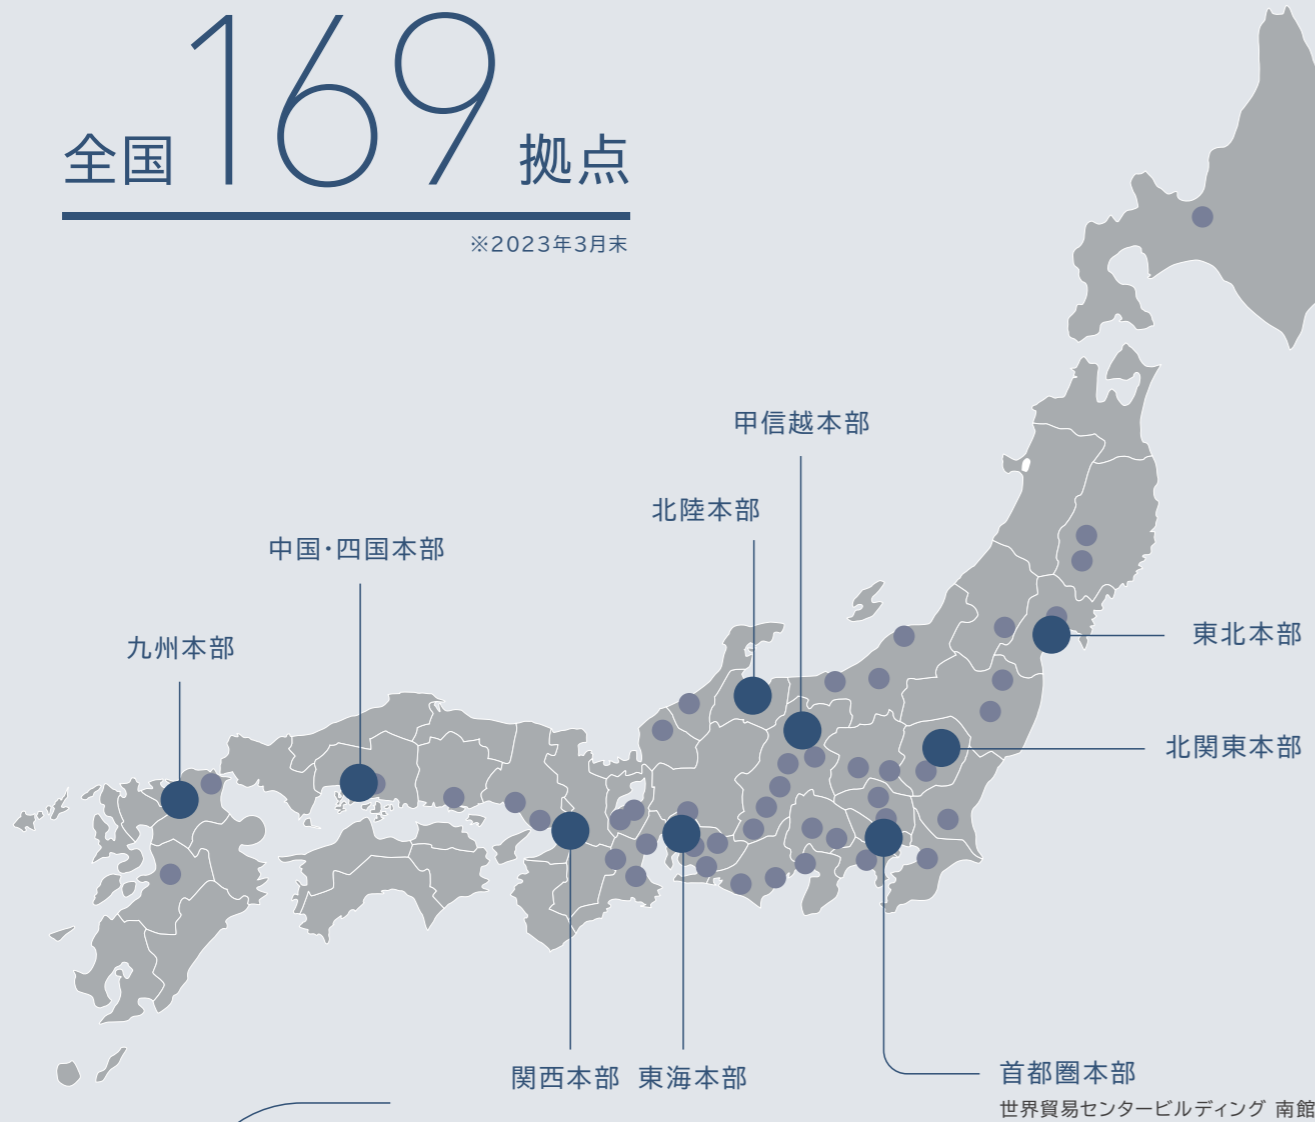 全国169拠点
※2023年3月末
甲信越本部
北陸本部
中国・四国本部
九州本部
東北本部
北関東本部
関西本部
東海本部
首都圏本部
世界貿易センタービルディング 南館